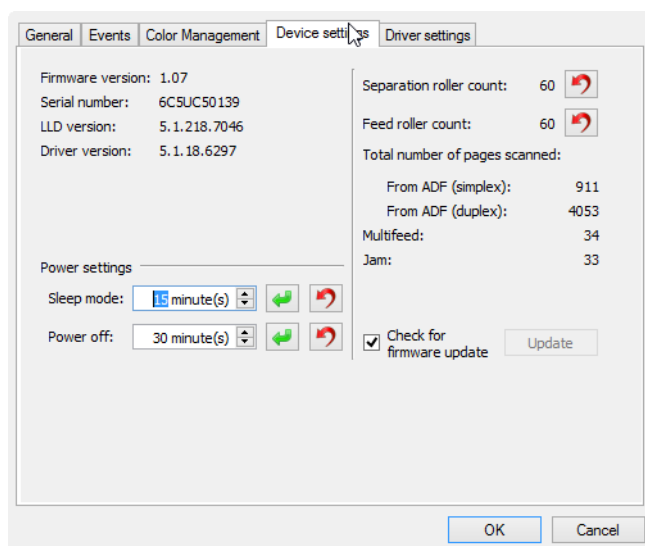 General Events Color Management Device settings Driver settings
Firmware version: 1.07
Serial number: 6C5UC50139
LLD version: 5.1.218.7046
Driver version: 5.1.18.6297
Power settings
Sleep mode: 15 minute(s)
Power off: 30 minute(s)
Separation roller count: 60
Feed roller count: 60
Total number of pages scanned:
From ADF (simplex): 911
From ADF (duplex): 4053
Multifeed: 34
Jam: 33
Check for
firmware update
Update
OK Cancel